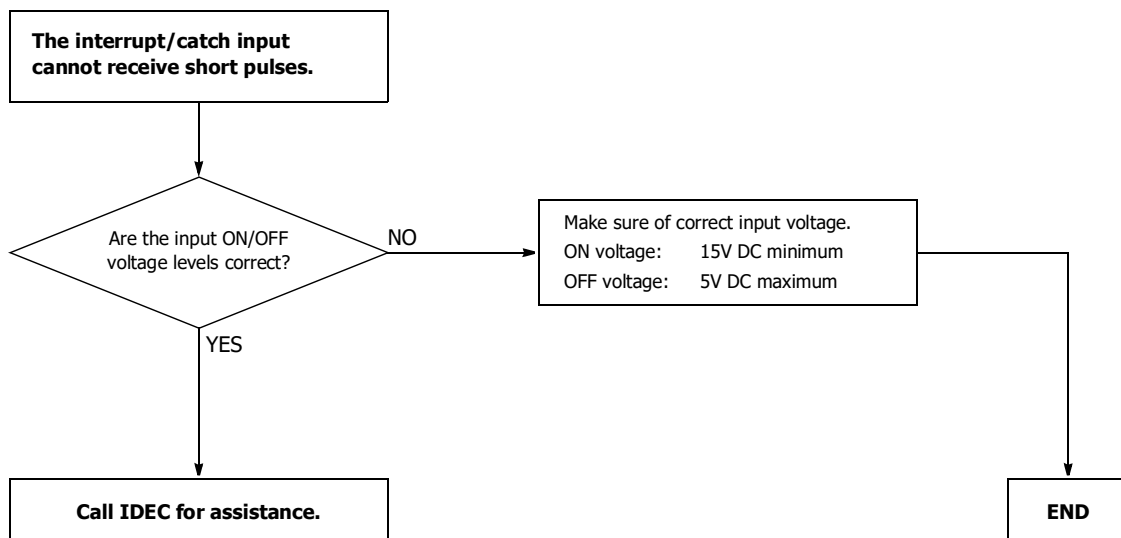 The interrupt/catch input
cannot receive short pulses.
Are the input ON/OFF
voltage levels correct?
NO
Make sure of correct input voltage.
ON voltage: 15V DC minimum
OFF voltage: 5V DC maximum
YES
Call IDEC for assistance.
END